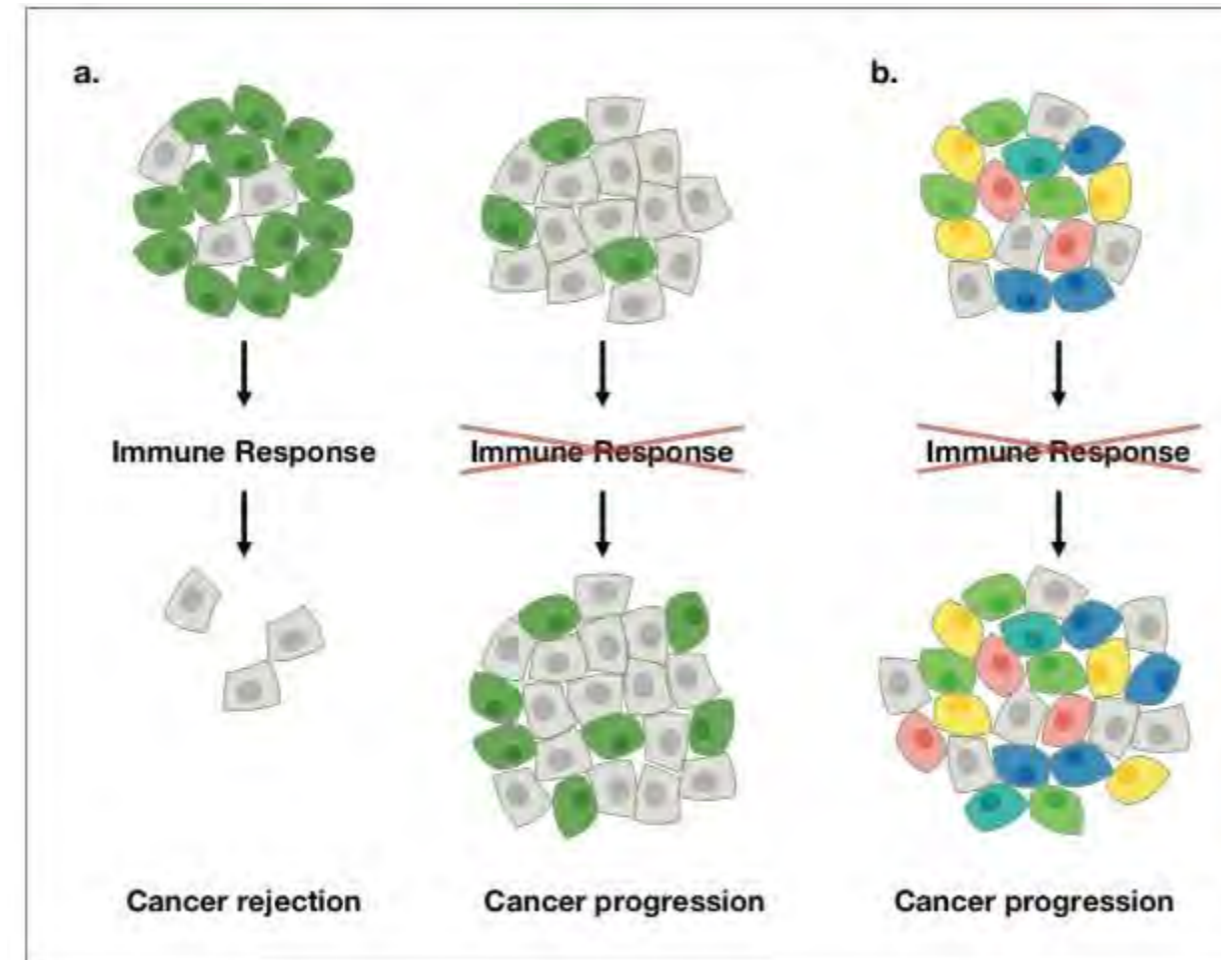 a.
b.
Immune Response
Immune Response
Immune Response
Cancer rejection
Cancer progression
Cancer progression